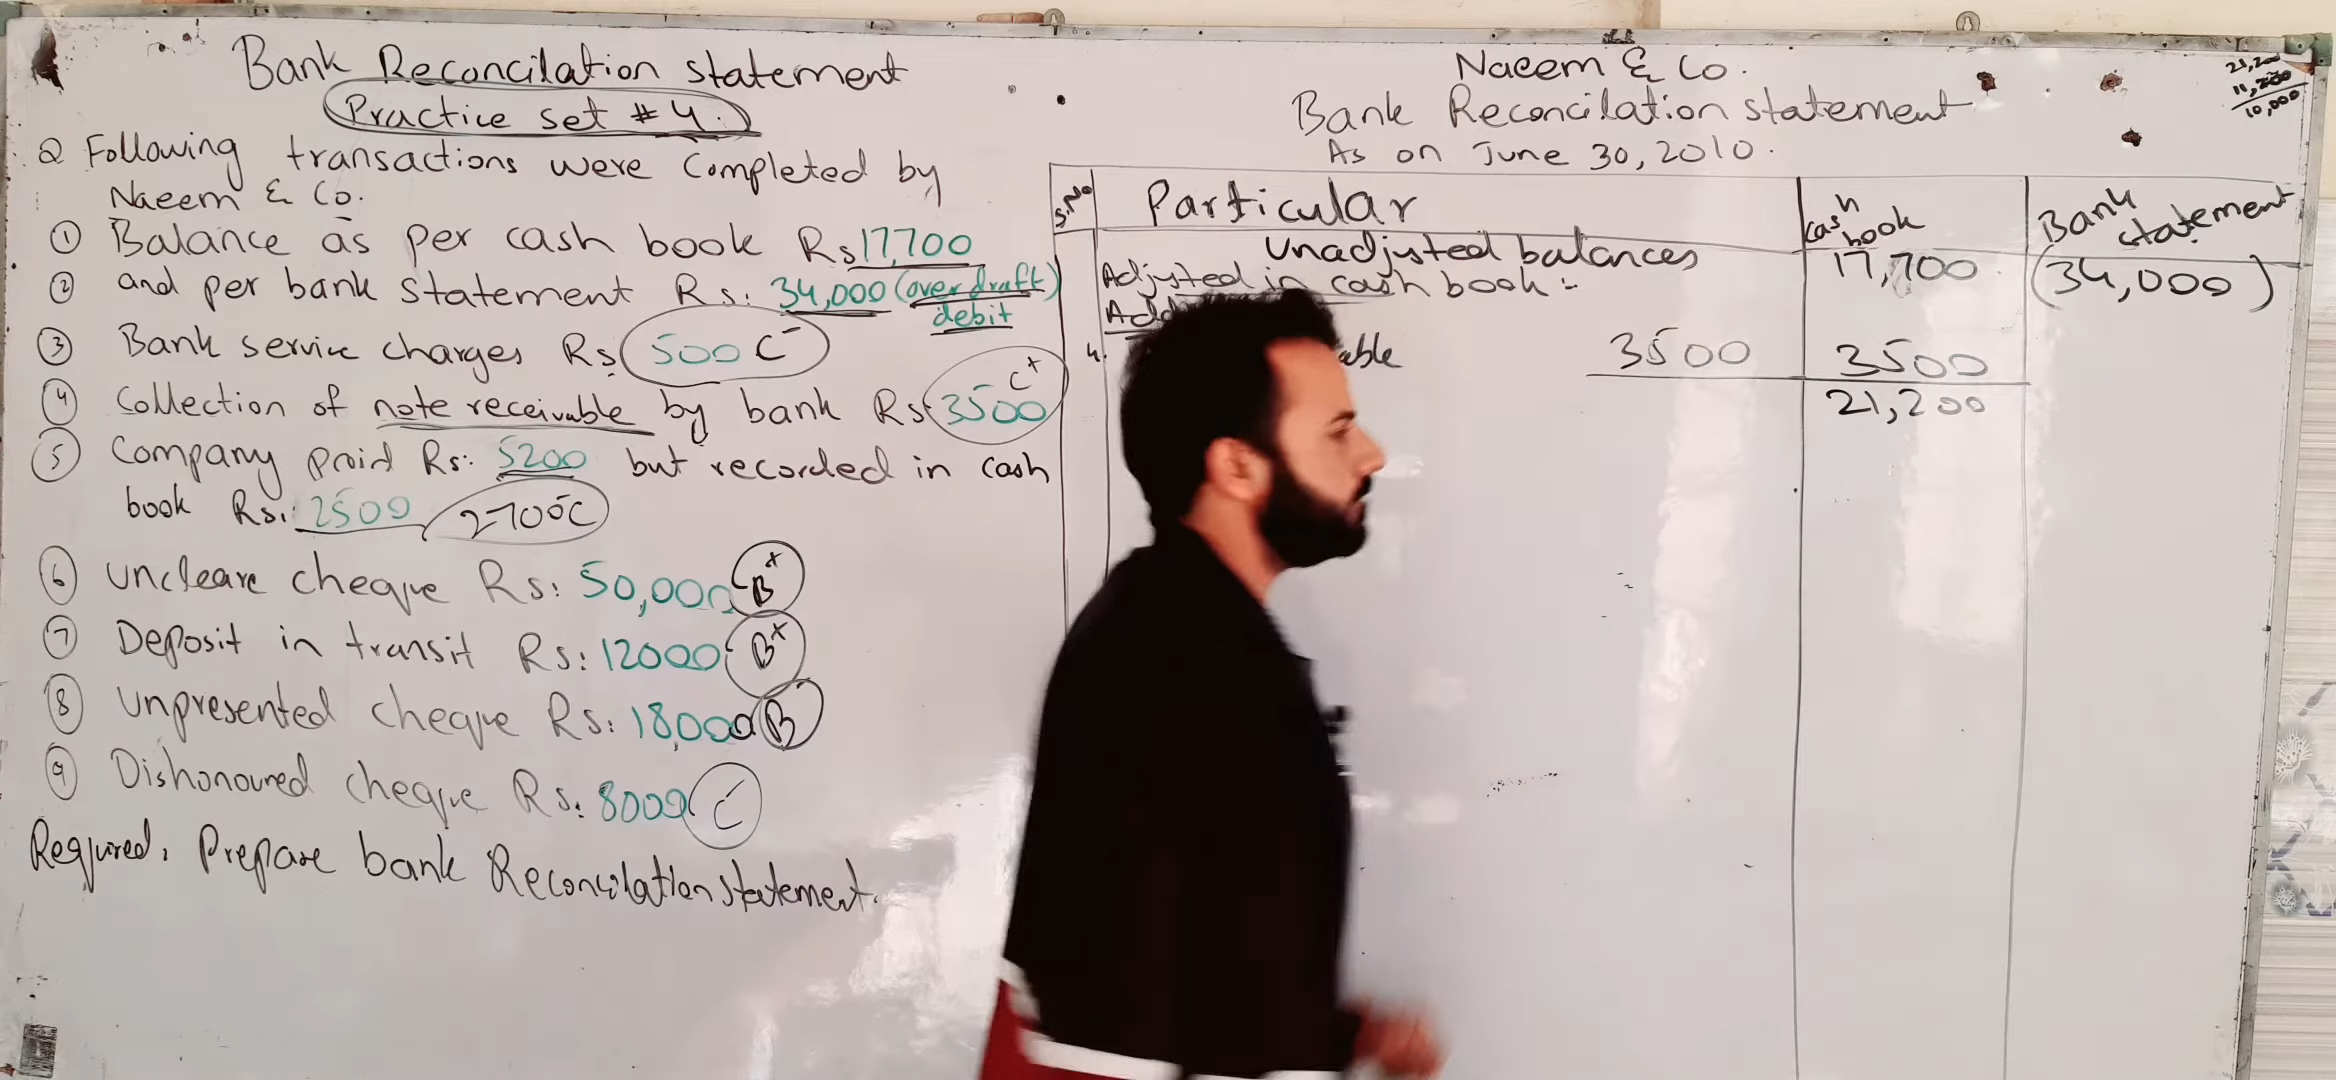 Bank Reconcilation statement
Practice set # 4.
Q Following transactions were completed by
Naeem & Co.
① Balance as per cash book Rs 17,700
② and per bank statement Rs: 34,000 (overdraft)
debit
③ Bank service charges Rs 500 C-
④ Collection of note receivable by bank Rs 3500 C+
⑤ Company paid Rs: 5200 but recorded in cash
book Rs: 2500 2700 C-
⑥ uncleare cheque Rs: 50,000 B+
⑦ Deposit in transit Rs: 12000 B+
⑧ unpresented cheque Rs: 18,000 B-
⑨ Dishonoured cheque Rs: 8000 C-
Required, Prepare bank Reconcilation statement.
Naeem & Co.
Bank Reconcilation statement
As on June 30, 2010.
21,200
11,200
10,000
S.No Particular Cash book Bank statement
unadjusted balances 17,700 (34,000)
Adjusted in cash book :-
Add
4. able 3500 3500
21,200